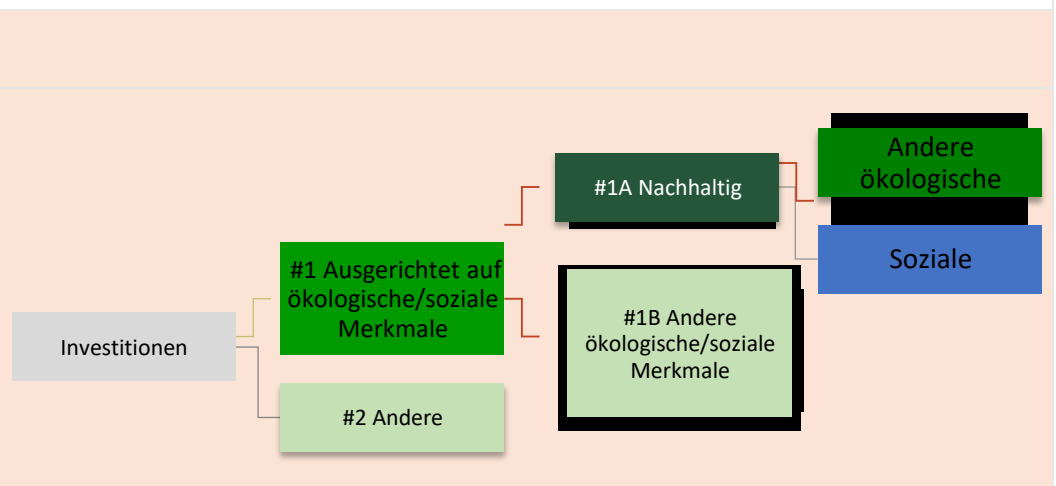 Investitionen
#1 Ausgerichtet auf
ökologische/soziale
Merkmale
#2 Andere
#1A Nachhaltig
#1B Andere
ökologische/soziale
Merkmale
Andere
ökologische
Soziale